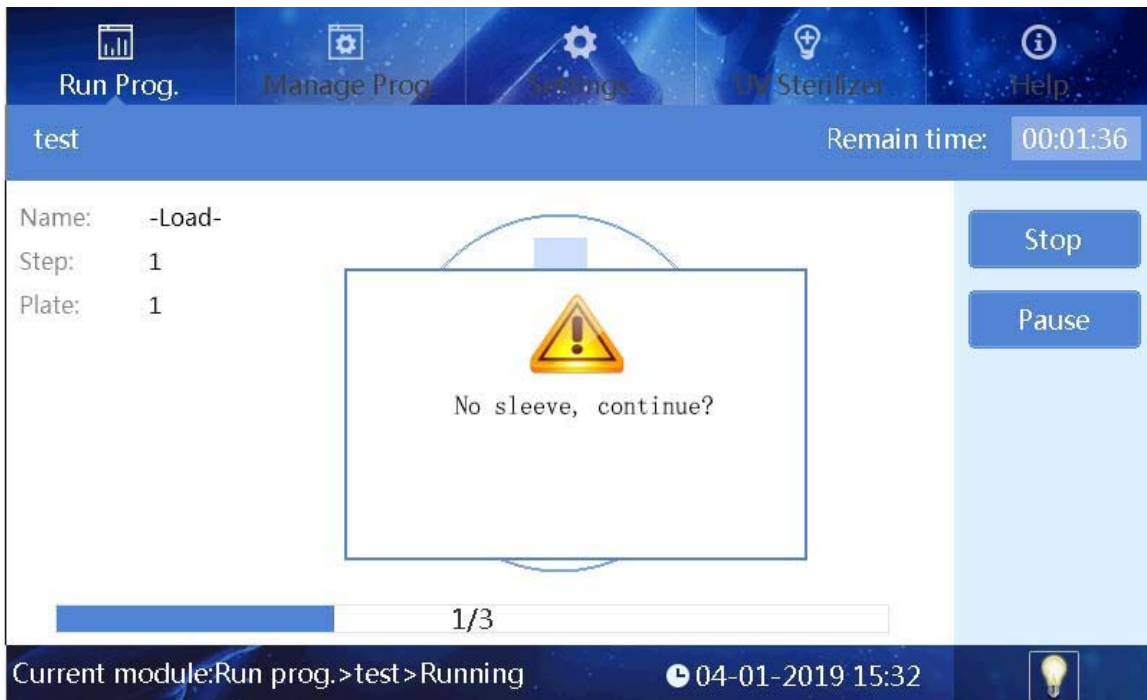 Run Prog.
Manage Prog.
Settings
UV Sterilizer
Help
test
Remain time: 00:01:36
Name: -Load-
Step: 1
Plate: 1
Stop
Pause
No sleeve, continue?
1/3
Current module:Run prog.>test>Running
04-01-2019 15:32